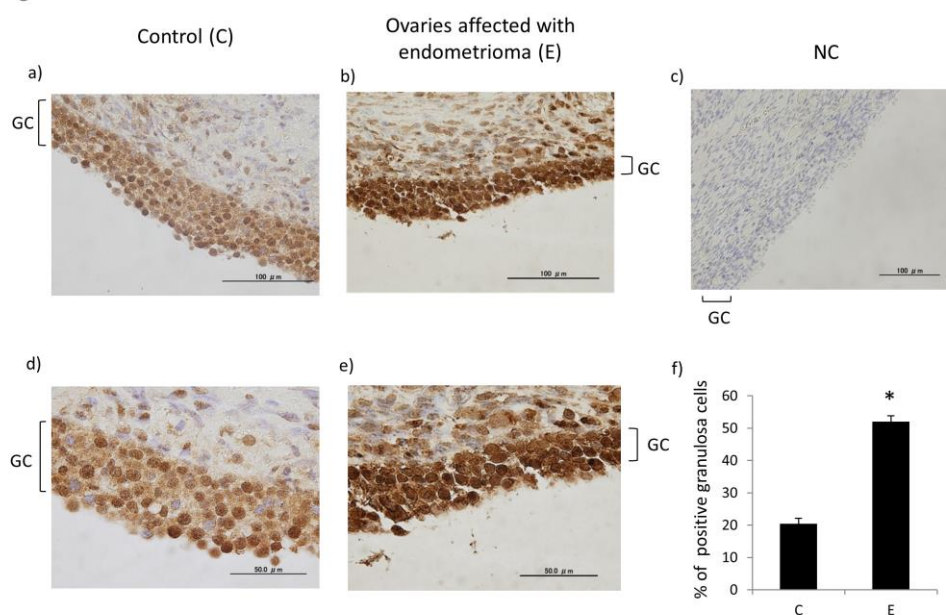 Control (C)
Ovaries affected with
endometrioma (E)
NC
a)
b)
c)
GC
GC
GC
100 μm
100 μm
100 μm
d)
e)
f)
GC
GC
50.0 μm
50.0 μm
% of positive granulosa cells
60
50
40
30
20
10
0
*
C
E